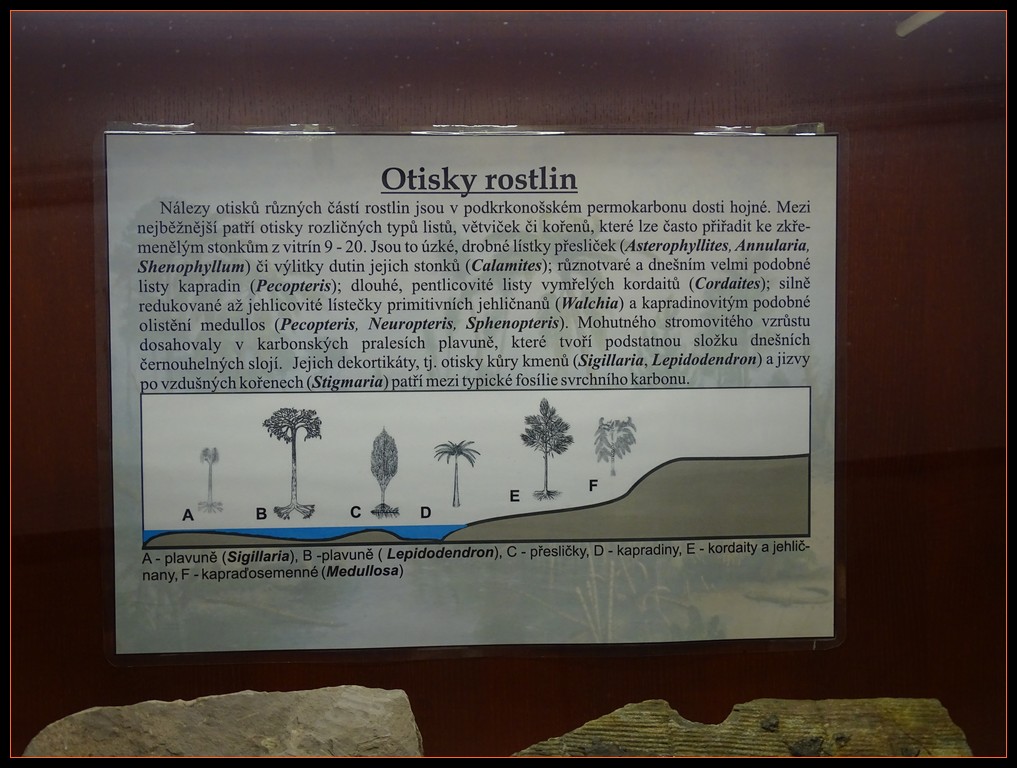 Otisky rostlin
Nálezy otisků různých částí rostlin jsou v podkrkonošském permokarbonu dosti hojné. Mezi
nejběžnější patří otisky rozličných typů listů, větviček či kořenů, které lze často přiřadit ke zkře-
menělým stonkům z vitrín 9 - 20. Jsou to úzké, drobné lístky přesliček (Asterophyllites, Annularia,
Shenophyllum) či výlitky dutin jejich stonků (Calamites); různotvaré a dnešním velmi podobné
listy kapradin (Pecopteris); dlouhé, pentlicovité listy vymřelých kordaitů (Cordaites); silně
redukované až jehlicovité lístečky primitivních jehličnanů (Walchia) a kapradinovitým podobné
olistění medullos (Pecopteris, Neuropteris, Sphenopteris). Mohutného stromovitého vzrůstu
dosahovaly v karbonských pralesích plavuně, které tvoří podstatnou složku dnešních
černouhelných slojí. Jejich dekortikáty, tj. otisky kůry kmenů (Sigillaria, Lepidodendron) a jizvy
po vzdušných kořenech (Stigmaria) patří mezi typické fosílie svrchního karbonu.
A B C D E F
A - plavuně (Sigillaria), B -plavuně ( Lepidodendron), C - přesličky, D - kapradiny, E - kordaity a jehlič-
nany, F - kapraďosemenné (Medullosa)